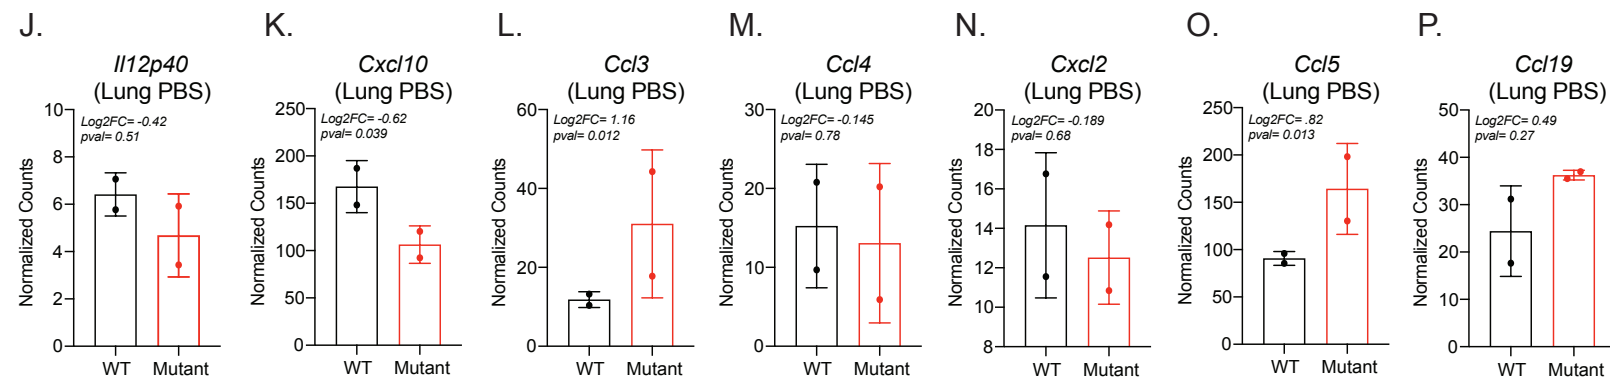 J.
Il12p40
(Lung PBS)
Log2FC= -0.42
pval= 0.51
Normalized Counts
10
8
6
4
2
0
WT Mutant
K.
Cxcl10
(Lung PBS)
Log2FC= -0.62
pval= 0.039
Normalized Counts
250
200
150
100
50
0
WT Mutant
L.
Ccl3
(Lung PBS)
Log2FC= 1.16
pval= 0.012
Normalized Counts
60
40
20
0
WT Mutant
M.
Ccl4
(Lung PBS)
Log2FC= -0.145
pval= 0.78
Normalized Counts
30
20
10
0
WT Mutant
N.
Cxcl2
(Lung PBS)
Log2FC= -0.189
pval= 0.68
Normalized Counts
20
18
16
14
12
10
8
WT Mutant
O.
Ccl5
(Lung PBS)
Log2FC= .82
pval= 0.013
Normalized Counts
250
200
150
100
50
0
WT Mutant
P.
Ccl19
(Lung PBS)
Log2FC= 0.49
pval= 0.27
Normalized Counts
50
40
30
20
10
0
WT Mutant